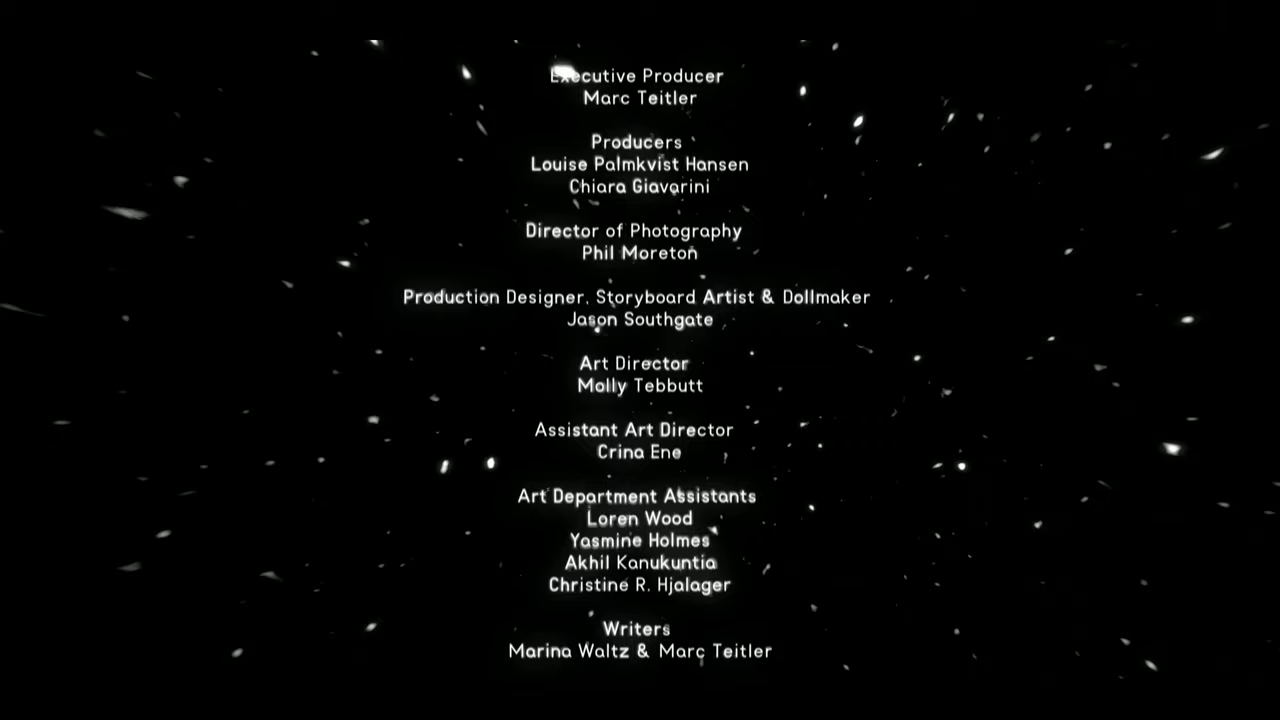 Executive Producer
Marc Teitler
Producers
Louise Palmkvist Hansen
Chiara Giavarini
Director of Photography
Phil Moreton
Production Designer, Storyboard Artist & Dollmaker
Jason Southgate
Art Director
Molly Tebbutt
Assistant Art Director
Crina Ene
Art Department Assistants
Loren Wood
Yasmine Holmes
Akhil Kanukuntia
Christine R. Hjalager
Writers
Marina Waltz & Marc Teitler